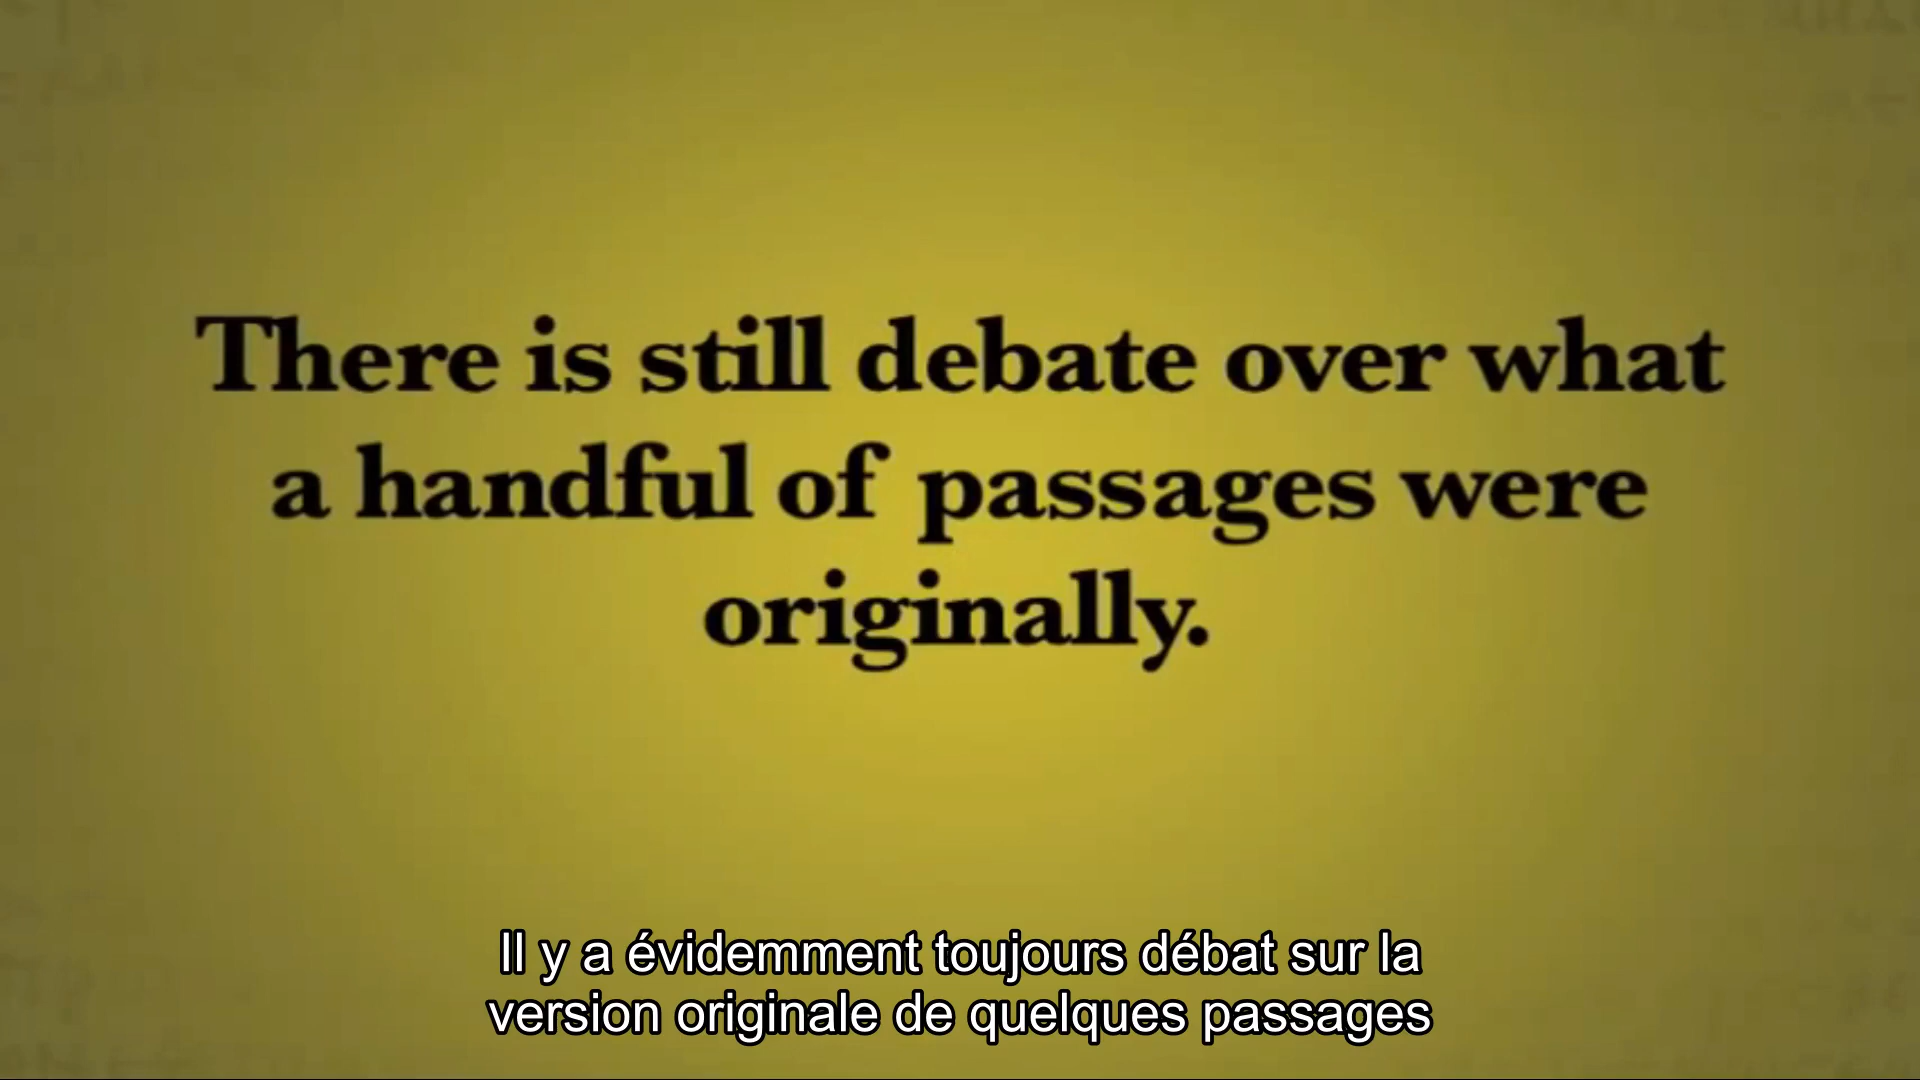 There is still debate over what
a handful of passages were
originally.
Il y a évidemment toujours débat sur la
version originale de quelques passages